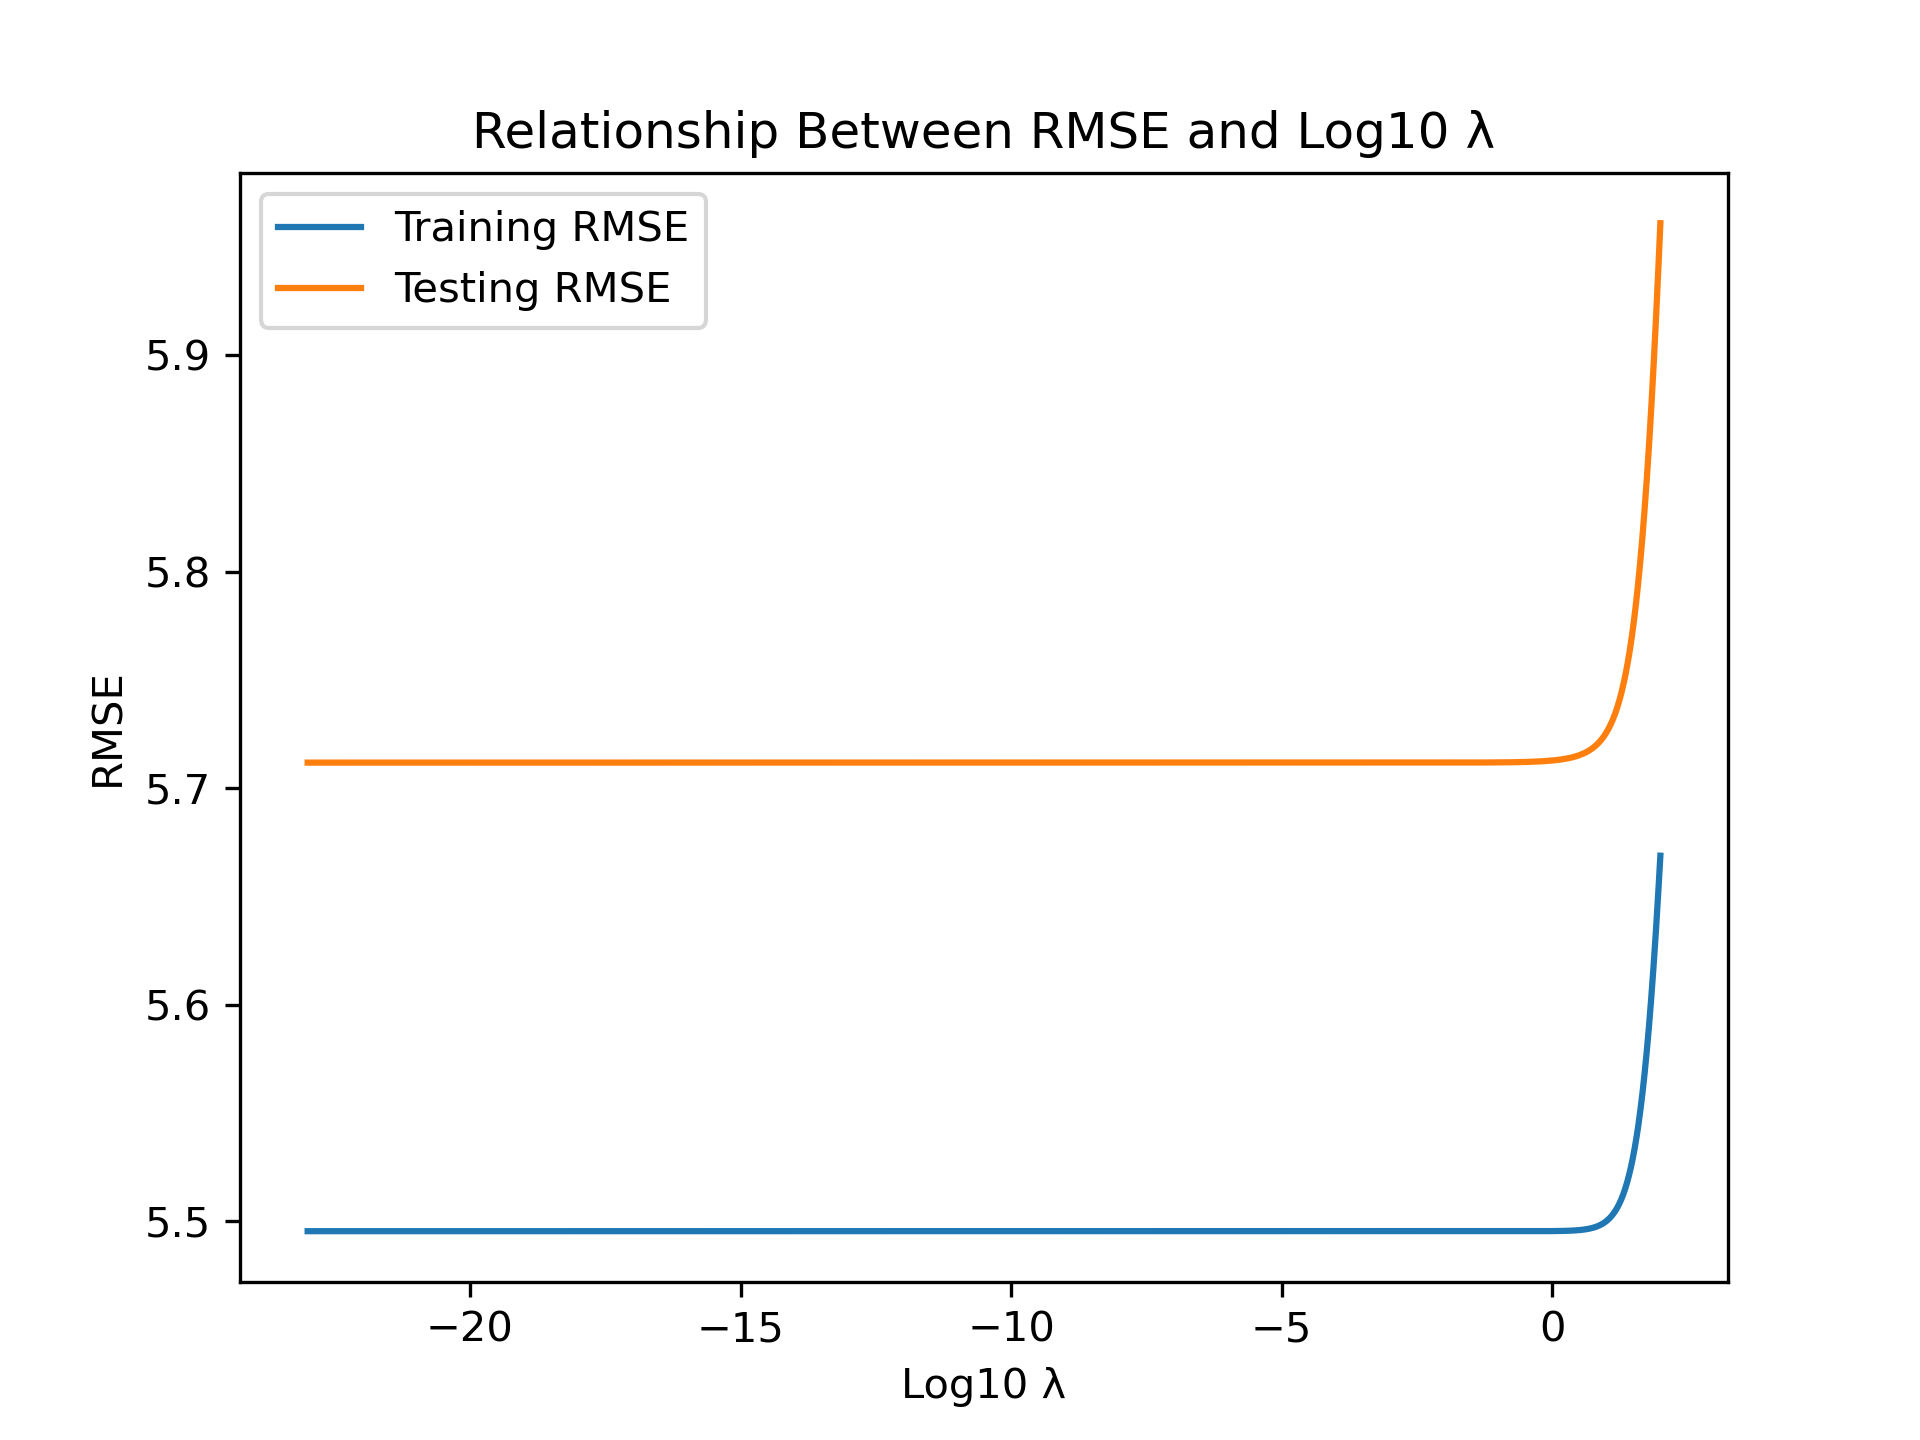 Relationship Between RMSE and Log10 λ
Training RMSE
Testing RMSE
5.9
5.8
5.7
5.6
5.5
RMSE
−20 −15 −10 −5 0
Log10 λ